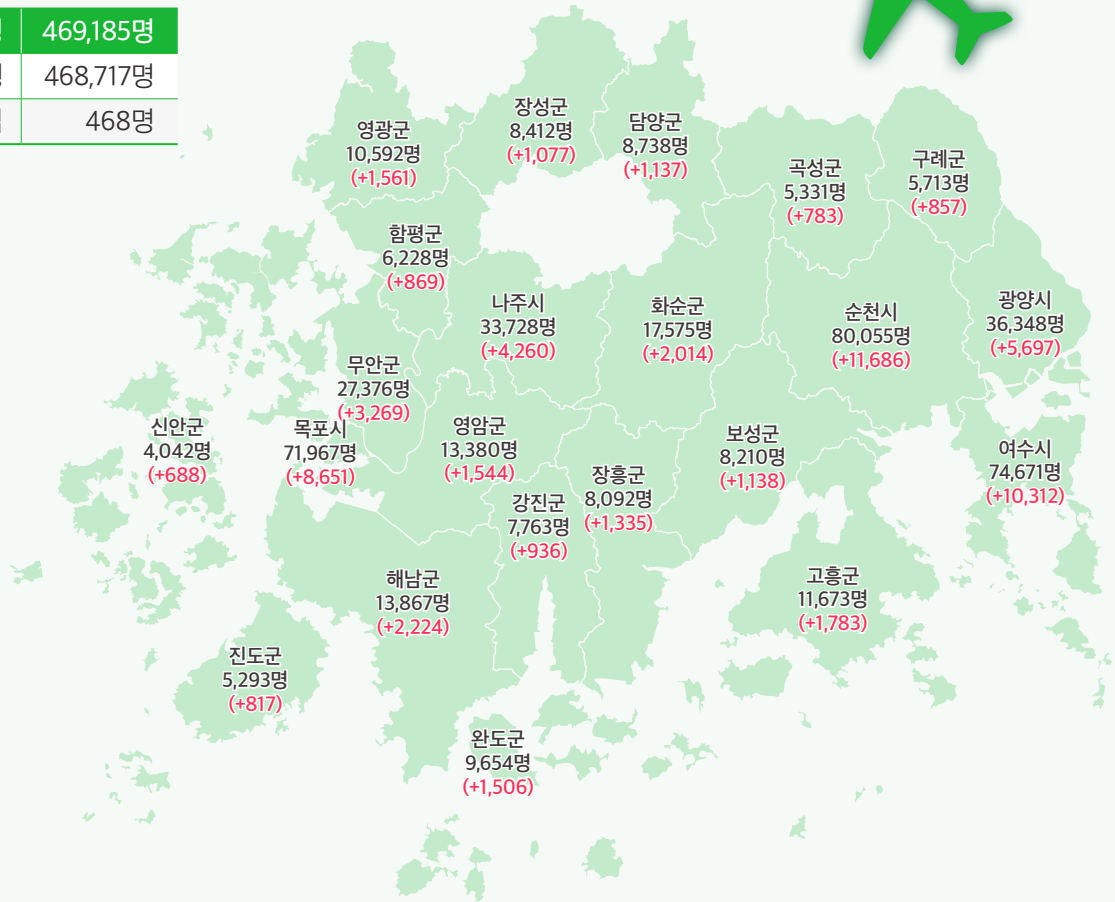 469,185명
468,717명
468명
장성군
8,412명
(+1,077)
담양군
8,738명
(+1,137)
영광군
10,592명
(+1,561)
곡성군
5,331명
(+783)
구례군
5,713명
(+857)
함평군
6,228명
(+869)
나주시
33,728명
(+4,260)
화순군
17,575명
(+2,014)
순천시
80,055명
(+11,686)
광양시
36,348명
(+5,697)
무안군
27,376명
(+3,269)
신안군
4,042명
(+688)
목포시
71,967명
(+8,651)
영암군
13,380명
(+1,544)
보성군
8,210명
(+1,138)
여수시
74,671명
(+10,312)
장흥군
8,092명
(+1,335)
강진군
7,763명
(+936)
해남군
13,867명
(+2,224)
고흥군
11,673명
(+1,783)
진도군
5,293명
(+817)
완도군
9,654명
(+1,506)